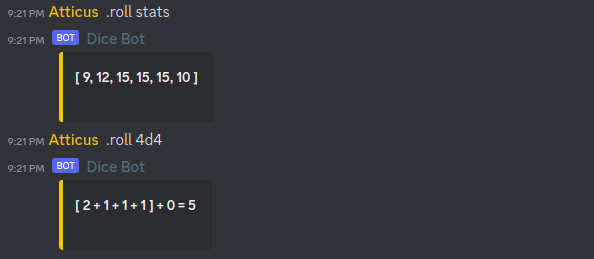 9:21 PM Atticus .roll stats
9:21 PM BOT Dice Bot
[ 9, 12, 15, 15, 15, 10 ]
9:21 PM Atticus .roll 4d4
9:21 PM BOT Dice Bot
[ 2 + 1 + 1 + 1 ] + 0 = 5